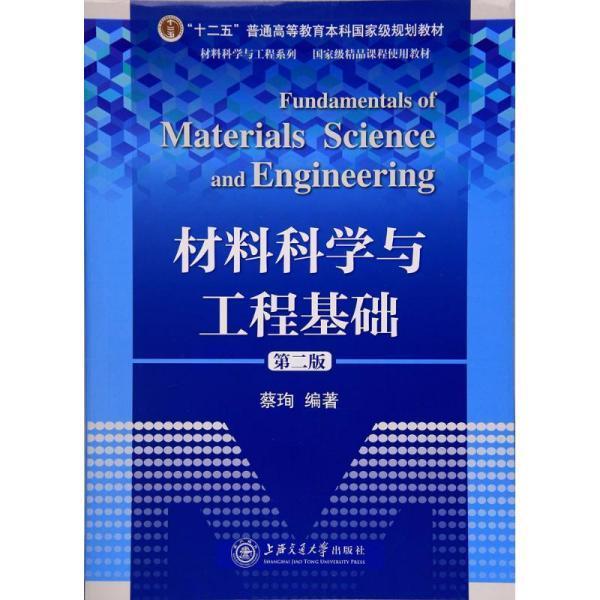 “十二五”普通高等教育本科国家级规划教材
材料科学与工程系列 国家级精品课程使用教材
Fundamentals of
Materials Science
and Engineering
材料科学与
工程基础
第二版
蔡珣 编著
上海交通大学出版社
SHANGHAI JIAO TONG UNIVERSITY PRESS